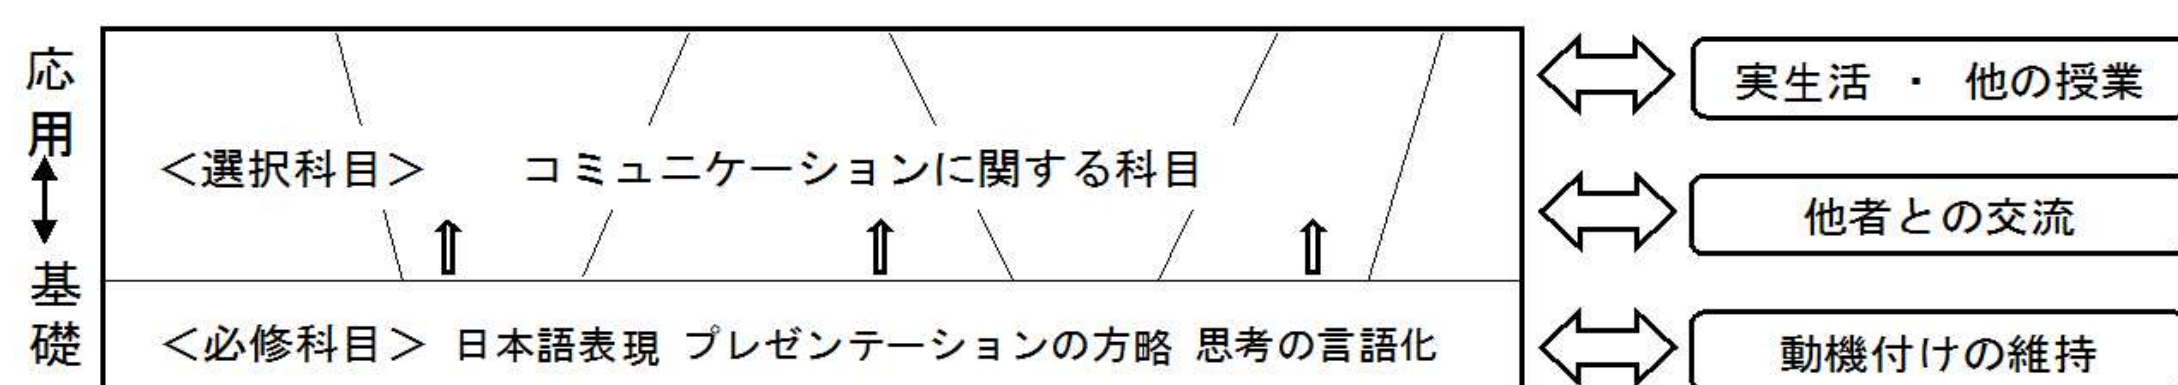 応用
基礎
＜選択科目＞ コミュニケーションに関する科目
＜必修科目＞ 日本語表現 プレゼンテーションの方略 思考の言語化
実生活 ・ 他の授業
他者との交流
動機付けの維持